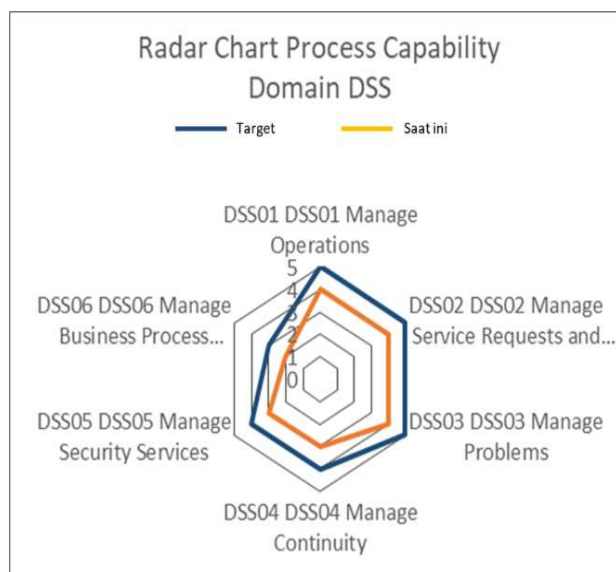 Radar Chart Process Capability
Domain DSS
Target
Saat ini
DSS01 DSS01 Manage
Operations
5
4
3
2
1
0
DSS06 DSS06 Manage
Business Process...
DSS02 DSS02 Manage
Service Requests and...
DSS05 DSS05 Manage
Security Services
DSS03 DSS03 Manage
Problems
DSS04 DSS04 Manage
Continuity